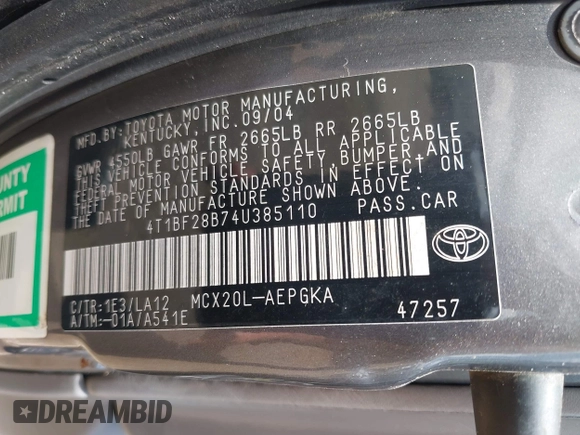 MFD.BY:TOYOTA MOTOR MANUFACTURING,
KENTUCKY,INC.09/04
GVWR 4550LB GAWR FR 2665LB RR 2665LB
THIS VEHICLE CONFORMS TO ALL APPLICABLE
FEDERAL MOTOR VEHICLE SAFETY,BUMPER AND
THEFT PREVENTION STANDARDS IN EFFECT ON
THE DATE OF MANUFACTURE SHOWN ABOVE.
4T1BF28B74U385110 PASS.CAR
C/TR:1E3/LA12 MCX20L-AEPGKA
A/TM:-01A/A541E 47257
UNTY
RMIT
DREAMBID